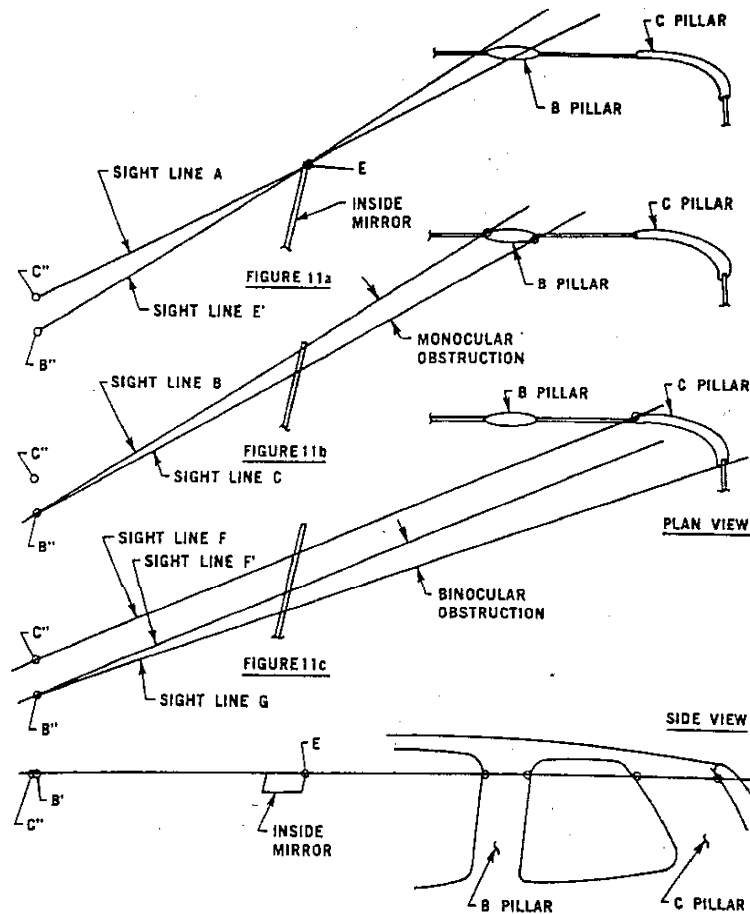 C PILLAR
B PILLAR
SIGHT LINE A
E
INSIDE
MIRROR
C"
FIGURE 11a
SIGHT LINE E'
B"
C PILLAR
B PILLAR
MONOCULAR
OBSTRUCTION
SIGHT LINE B
C"
FIGURE 11b
SIGHT LINE C
B"
B PILLAR
C PILLAR
PLAN VIEW
SIGHT LINE F
SIGHT LINE F'
BINOCULAR
OBSTRUCTION
C"
FIGURE 11c
SIGHT LINE G
B"
SIDE VIEW
E
B'
C"
INSIDE
MIRROR
B PILLAR
C PILLAR